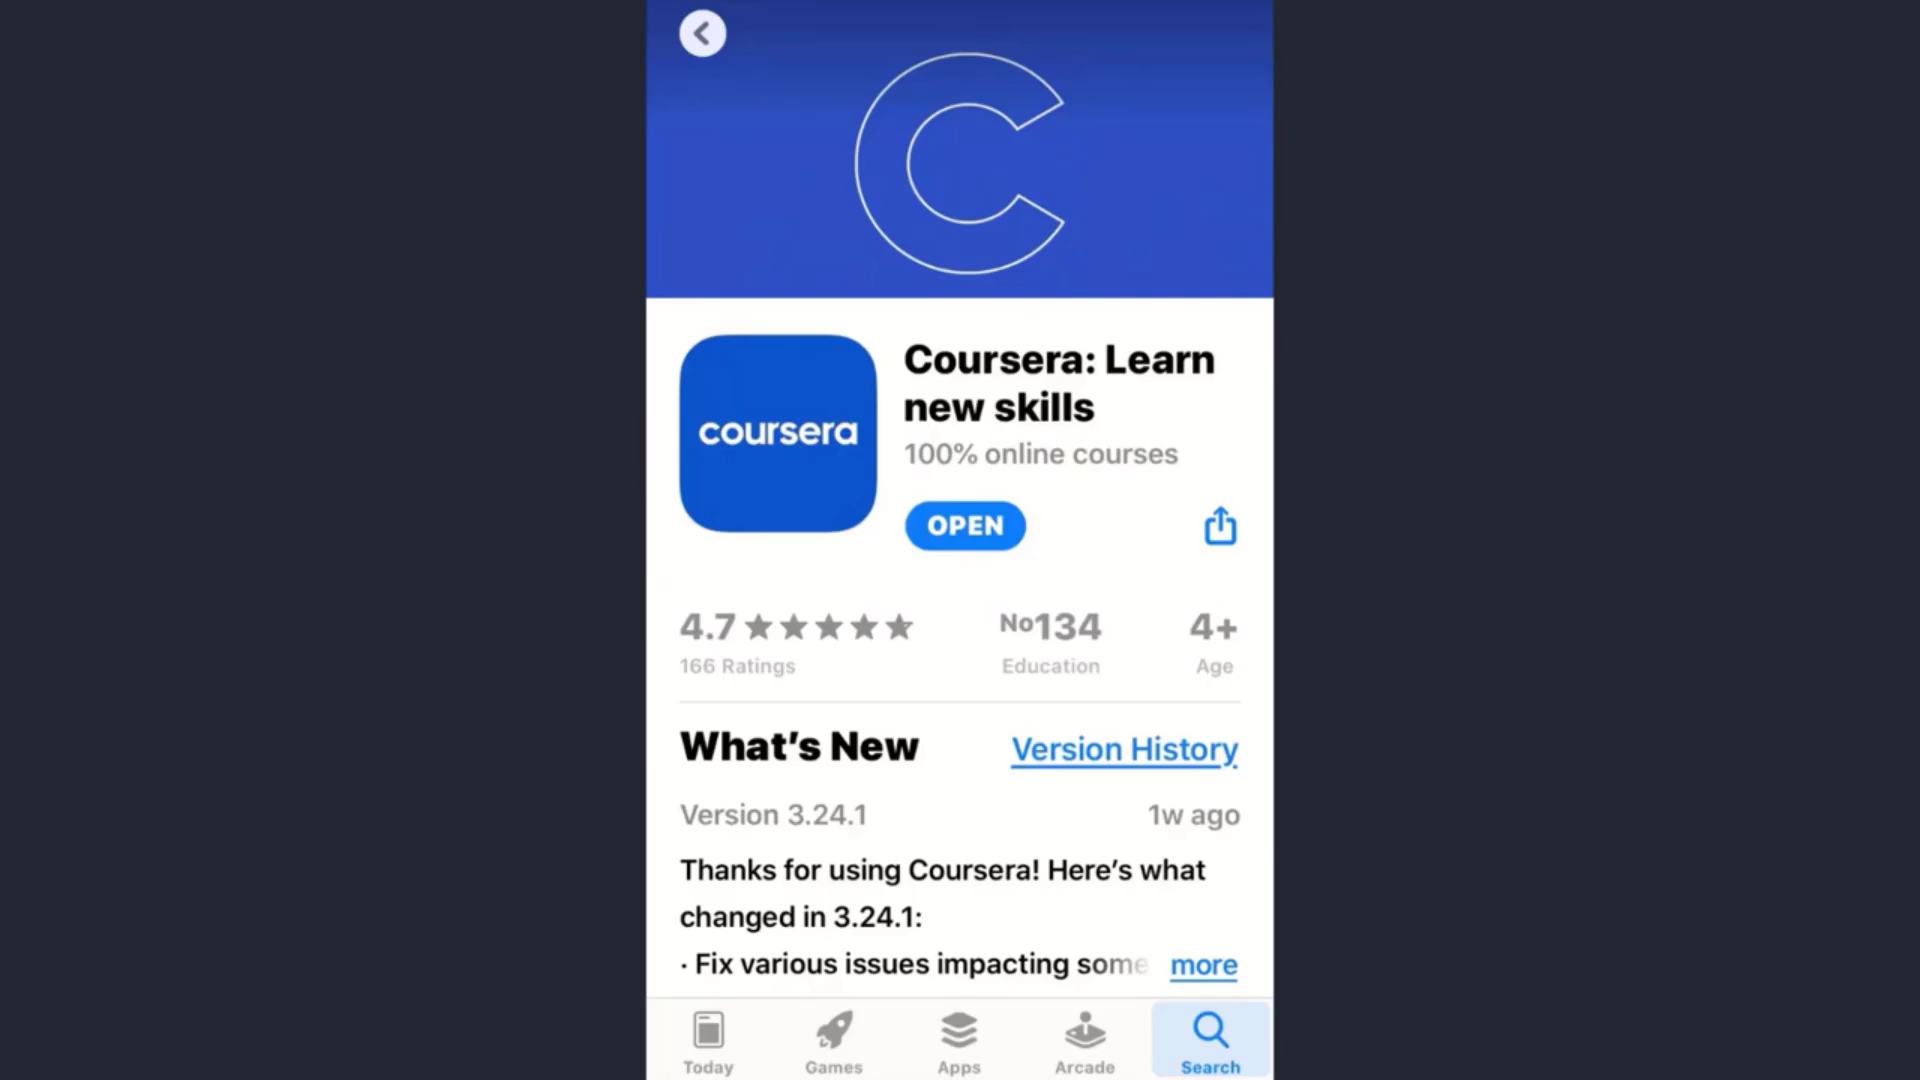 coursera
Coursera: Learn
new skills
100% online courses
OPEN
4.7
166 Ratings
No134
Education
4+
Age
What's New
Version History
Version 3.24.1
1w ago
Thanks for using Coursera! Here's what
changed in 3.24.1:
· Fix various issues impacting some
more
Today
Games
Apps
Arcade
Search